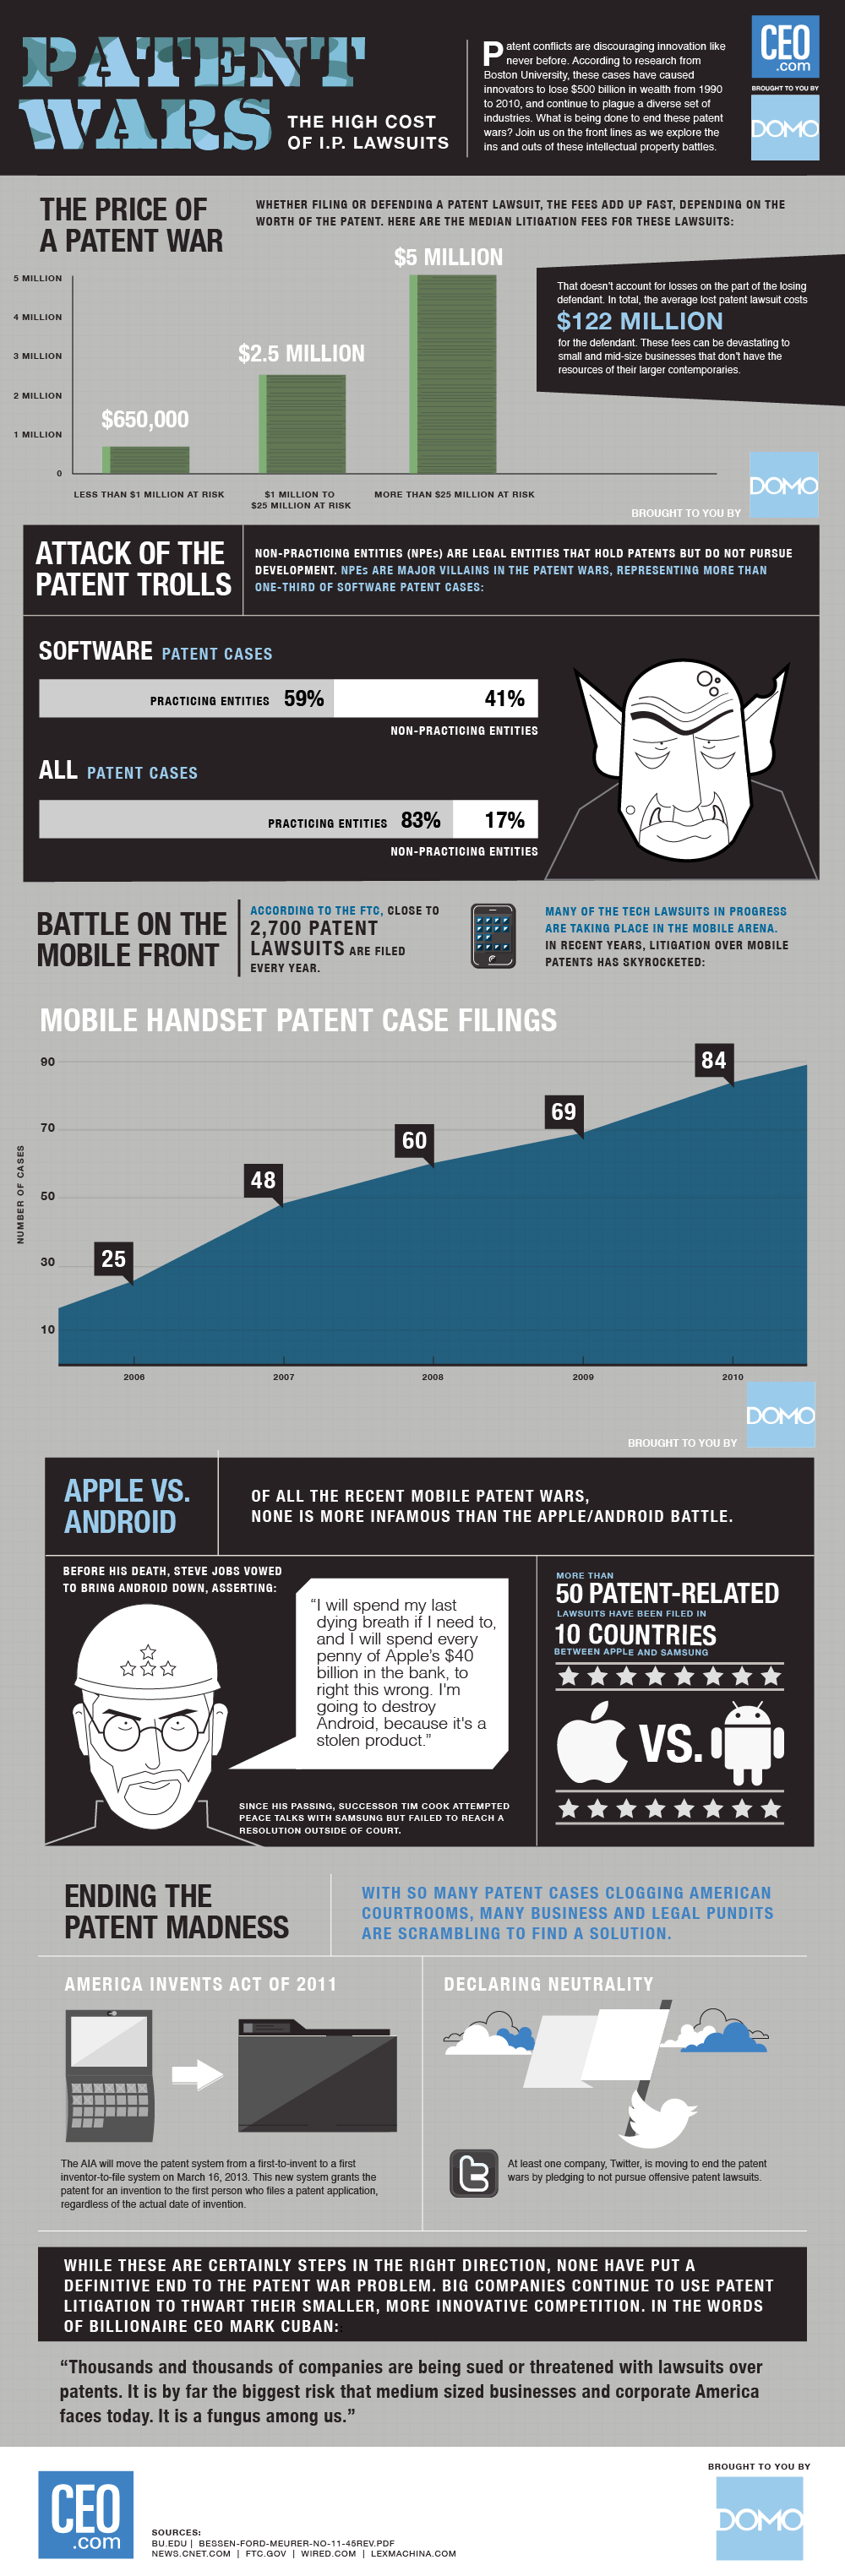 PATENT
WARS
THE HIGH COST
OF I.P. LAWSUITS
Patent conflicts are discouraging innovation like
never before. According to research from
Boston University, these cases have caused
innovators to lose $500 billion in wealth from 1990
to 2010, and continue to plague a diverse set of
industries. What is being done to end these patent
wars? Join us on the front lines as we explore the
ins and outs of these intellectual property battles.
CEO
.com
BROUGHT TO YOU BY
DOMO
THE PRICE OF
A PATENT WAR
WHETHER FILING OR DEFENDING A PATENT LAWSUIT, THE FEES ADD UP FAST, DEPENDING ON THE
WORTH OF THE PATENT. HERE ARE THE MEDIAN LITIGATION FEES FOR THESE LAWSUITS:
5 MILLION
4 MILLION
3 MILLION
2 MILLION
1 MILLION
0
$650,000
$2.5 MILLION
$5 MILLION
LESS THAN $1 MILLION AT RISK
$1 MILLION TO
$25 MILLION AT RISK
MORE THAN $25 MILLION AT RISK
That doesn't account for losses on the part of the losing
defendant. In total, the average lost patent lawsuit costs
$122 MILLION
for the defendant. These fees can be devastating to
small and mid-size businesses that don't have the
resources of their larger contemporaries.
BROUGHT TO YOU BY
DOMO
ATTACK OF THE
PATENT TROLLS
NON-PRACTICING ENTITIES (NPEs) ARE LEGAL ENTITIES THAT HOLD PATENTS BUT DO NOT PURSUE
DEVELOPMENT. NPEs ARE MAJOR VILLAINS IN THE PATENT WARS, REPRESENTING MORE THAN
ONE-THIRD OF SOFTWARE PATENT CASES:
SOFTWARE PATENT CASES
PRACTICING ENTITIES 59% 41%
NON-PRACTICING ENTITIES
ALL PATENT CASES
PRACTICING ENTITIES 83% 17%
NON-PRACTICING ENTITIES
BATTLE ON THE
MOBILE FRONT
ACCORDING TO THE FTC, CLOSE TO
2,700 PATENT
LAWSUITS ARE FILED
EVERY YEAR.
MANY OF THE TECH LAWSUITS IN PROGRESS
ARE TAKING PLACE IN THE MOBILE ARENA.
IN RECENT YEARS, LITIGATION OVER MOBILE
PATENTS HAS SKYROCKETED:
MOBILE HANDSET PATENT CASE FILINGS
NUMBER OF CASES
90
70
50
30
10
25
48
60
69
84
2006
2007
2008
2009
2010
BROUGHT TO YOU BY
DOMO
APPLE VS.
ANDROID
OF ALL THE RECENT MOBILE PATENT WARS,
NONE IS MORE INFAMOUS THAN THE APPLE/ANDROID BATTLE.
BEFORE HIS DEATH, STEVE JOBS VOWED
TO BRING ANDROID DOWN, ASSERTING:
“I will spend my last
dying breath if I need to,
and I will spend every
penny of Apple's $40
billion in the bank, to
right this wrong. I'm
going to destroy
Android, because it's a
stolen product.”
SINCE HIS PASSING, SUCCESSOR TIM COOK ATTEMPTED
PEACE TALKS WITH SAMSUNG BUT FAILED TO REACH A
RESOLUTION OUTSIDE OF COURT.
MORE THAN
50 PATENT-RELATED
LAWSUITS HAVE BEEN FILED IN
10 COUNTRIES
BETWEEN APPLE AND SAMSUNG
VS.
ENDING THE
PATENT MADNESS
WITH SO MANY PATENT CASES CLOGGING AMERICAN
COURTROOMS, MANY BUSINESS AND LEGAL PUNDITS
ARE SCRAMBLING TO FIND A SOLUTION.
AMERICA INVENTS ACT OF 2011
The AIA will move the patent system from a first-to-invent to a first
inventor-to-file system on March 16, 2013. This new system grants the
patent for an invention to the first person who files a patent application,
regardless of the actual date of invention.
DECLARING NEUTRALITY
t
At least one company, Twitter, is moving to end the patent
wars by pledging to not pursue offensive patent lawsuits.
WHILE THESE ARE CERTAINLY STEPS IN THE RIGHT DIRECTION, NONE HAVE PUT A
DEFINITIVE END TO THE PATENT WAR PROBLEM. BIG COMPANIES CONTINUE TO USE PATENT
LITIGATION TO THWART THEIR SMALLER, MORE INNOVATIVE COMPETITION. IN THE WORDS
OF BILLIONAIRE CEO MARK CUBAN:
“Thousands and thousands of companies are being sued or threatened with lawsuits over
patents. It is by far the biggest risk that medium sized businesses and corporate America
faces today. It is a fungus among us.”
CEO
.com
SOURCES:
BU.EDU | BESSEN-FORD-MEURER-NO-11-45REV.PDF
NEWS.CNET.COM | FTC.GOV | WIRED.COM | LEXMACHINA.COM
BROUGHT TO YOU BY
DOMO